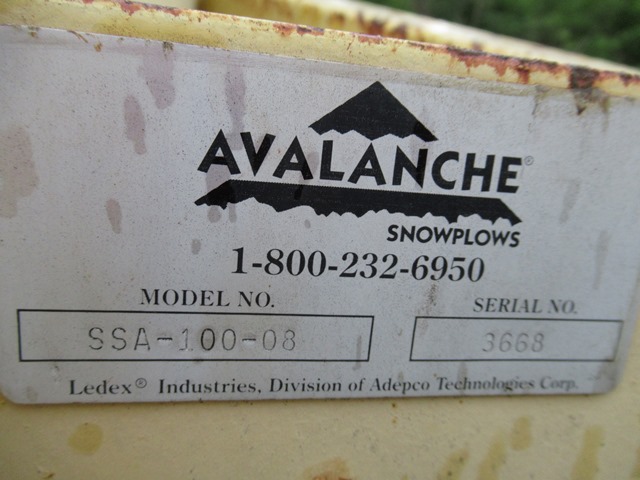 AVALANCHE®
SNOWPLOWS
1-800-232-6950
MODEL NO. SERIAL NO.
SSA-100-08 3668
Ledex® Industries, Division of Adepco Technologies Corp.